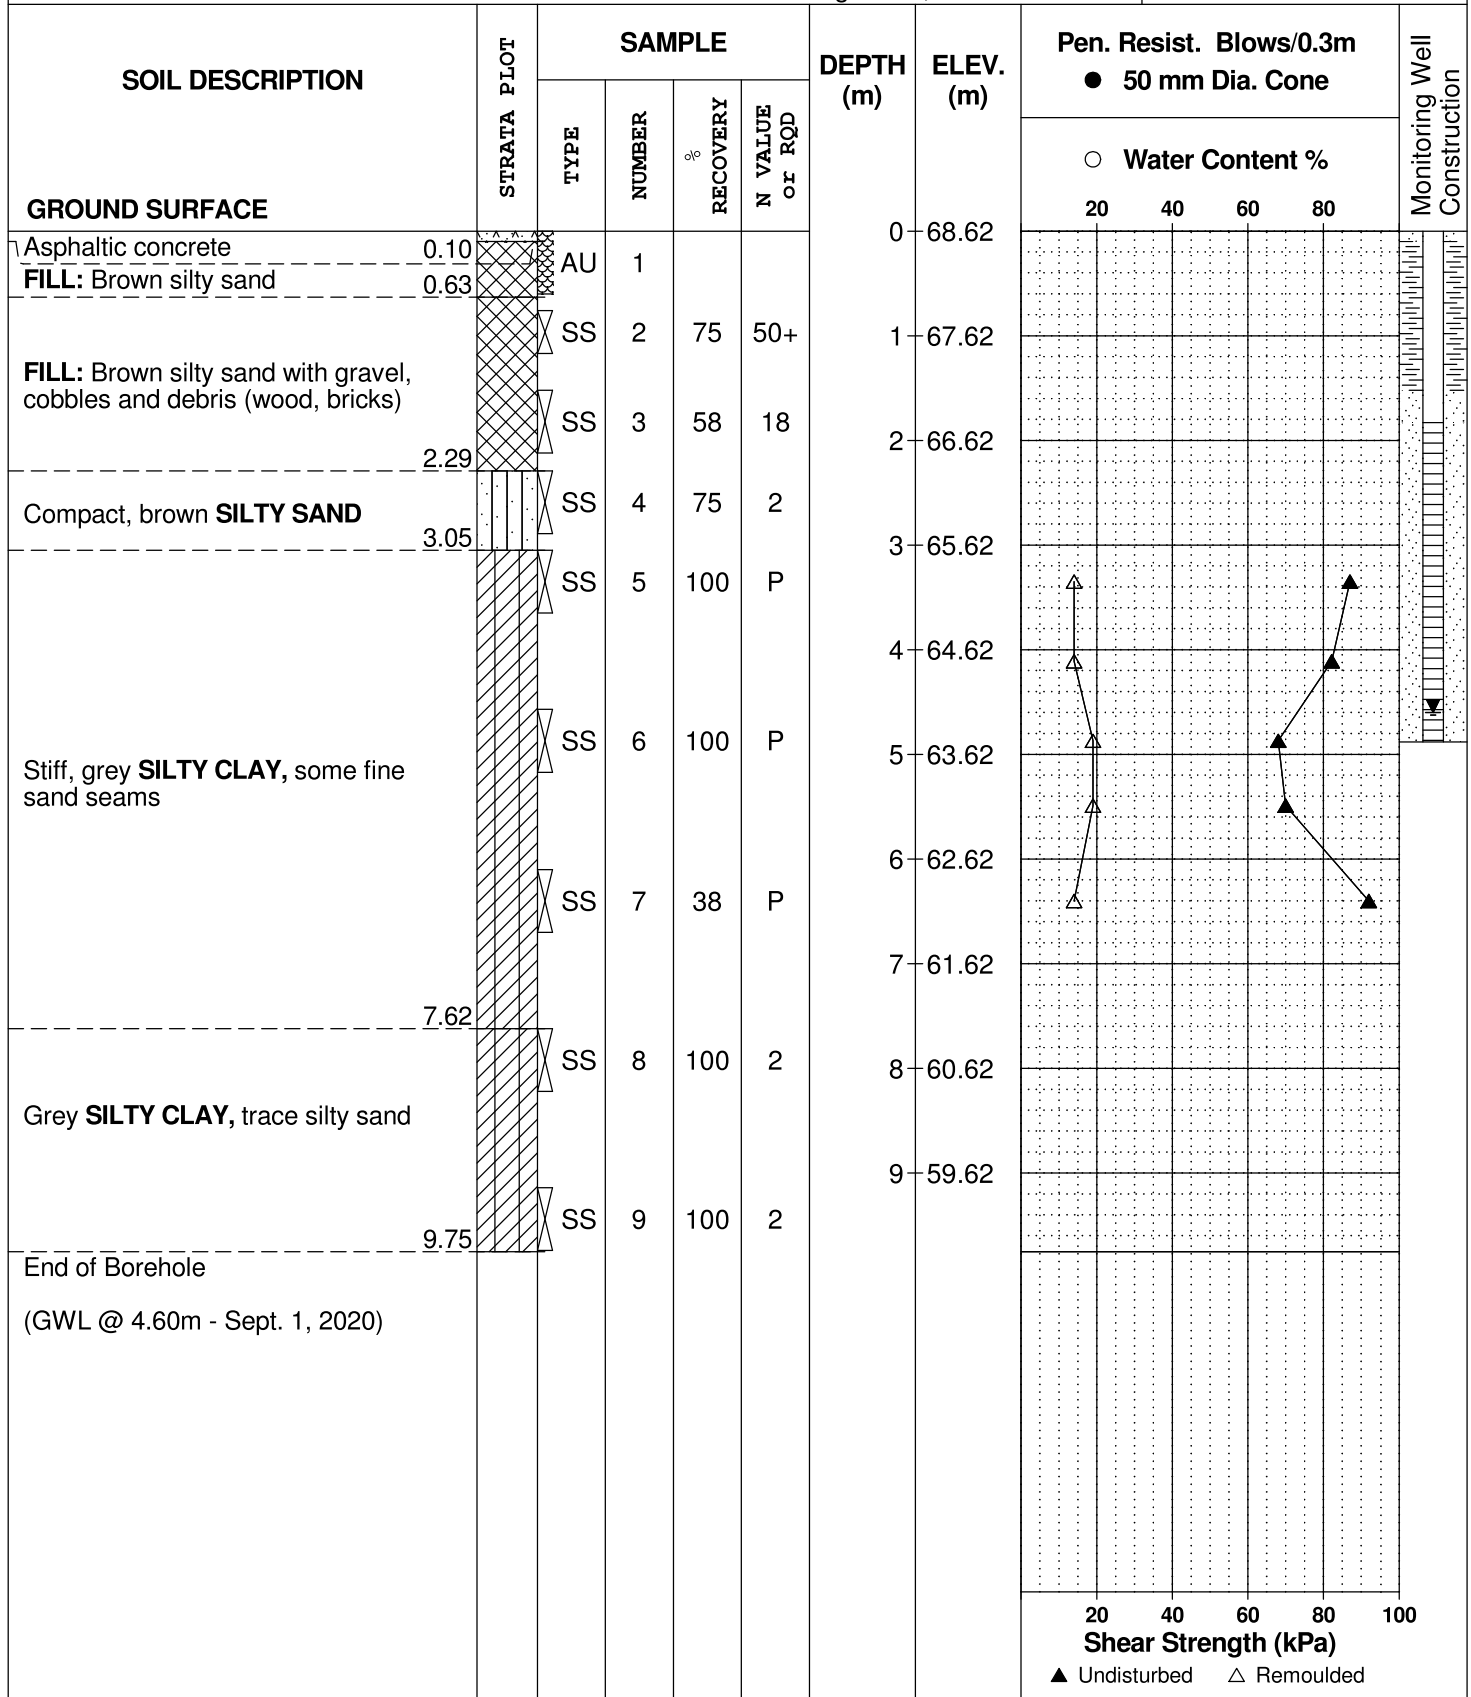 SOIL DESCRIPTION
GROUND SURFACE
STRATA PLOT
SAMPLE
TYPE
NUMBER
% RECOVERY
N VALUE or RQD
DEPTH (m)
ELEV. (m)
Pen. Resist. Blows/0.3m
● 50 mm Dia. Cone
○ Water Content %
20 40 60 80
Monitoring Well Construction
0 68.62
Asphaltic concrete 0.10
AU 1
FILL: Brown silty sand 0.63
SS 2 75 50+
1 67.62
FILL: Brown silty sand with gravel,
cobbles and debris (wood, bricks)
SS 3 58 18
2 66.62
2.29
Compact, brown SILTY SAND
SS 4 75 2
3.05
3 65.62
SS 5 100 P
4 64.62
SS 6 100 P
5 63.62
Stiff, grey SILTY CLAY, some fine
sand seams
6 62.62
SS 7 38 P
7 61.62
7.62
SS 8 100 2
8 60.62
Grey SILTY CLAY, trace silty sand
9 59.62
SS 9 100 2
9.75
End of Borehole
(GWL @ 4.60m - Sept. 1, 2020)
20 40 60 80 100
Shear Strength (kPa)
▲ Undisturbed △ Remoulded